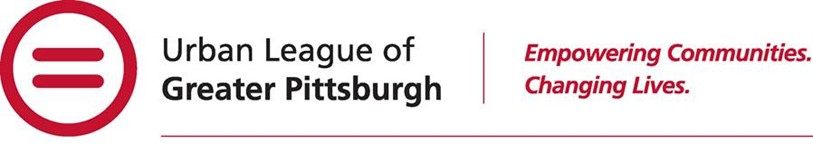 Urban League of
Greater Pittsburgh
Empowering Communities.
Changing Lives.